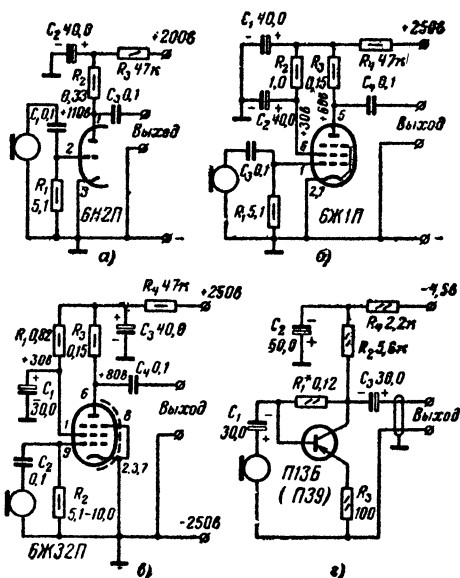 C₂ 40,0
+200в
R₃ 47к
R₂
0,33
C₃ 0,1
C₁ 0,1
+110в
Выход
2
3
R₁
5,1
6Н2П
а)
C₁ 40,0
+250в
R₂
1,0
R₃
0,15
R₄ 47к
C₄ 0,1
C₂ 40,0
+30в
+68в
5
Выход
6
1
C₃ 0,1
R₁ 5,1
2,3
6Ж1П
б)
R₄ 47к
+250в
R₁ 0,82
R₃
0,15
C₃ 40,0
+30в
+80в
C₄ 0,1
6
C₁
30,0
Выход
1
8
9
C₂
0,1
R₂
5,1-10,0
2,3,7
6Ж32П
-250в
в)
-4,5в
C₂
50,0
R₄ 2,2к
R₂ 5,6к
R₁* 0,12
C₃ 30,0
C₁
30,0
Выход
П13Б
(П39)
R₃
100
г)